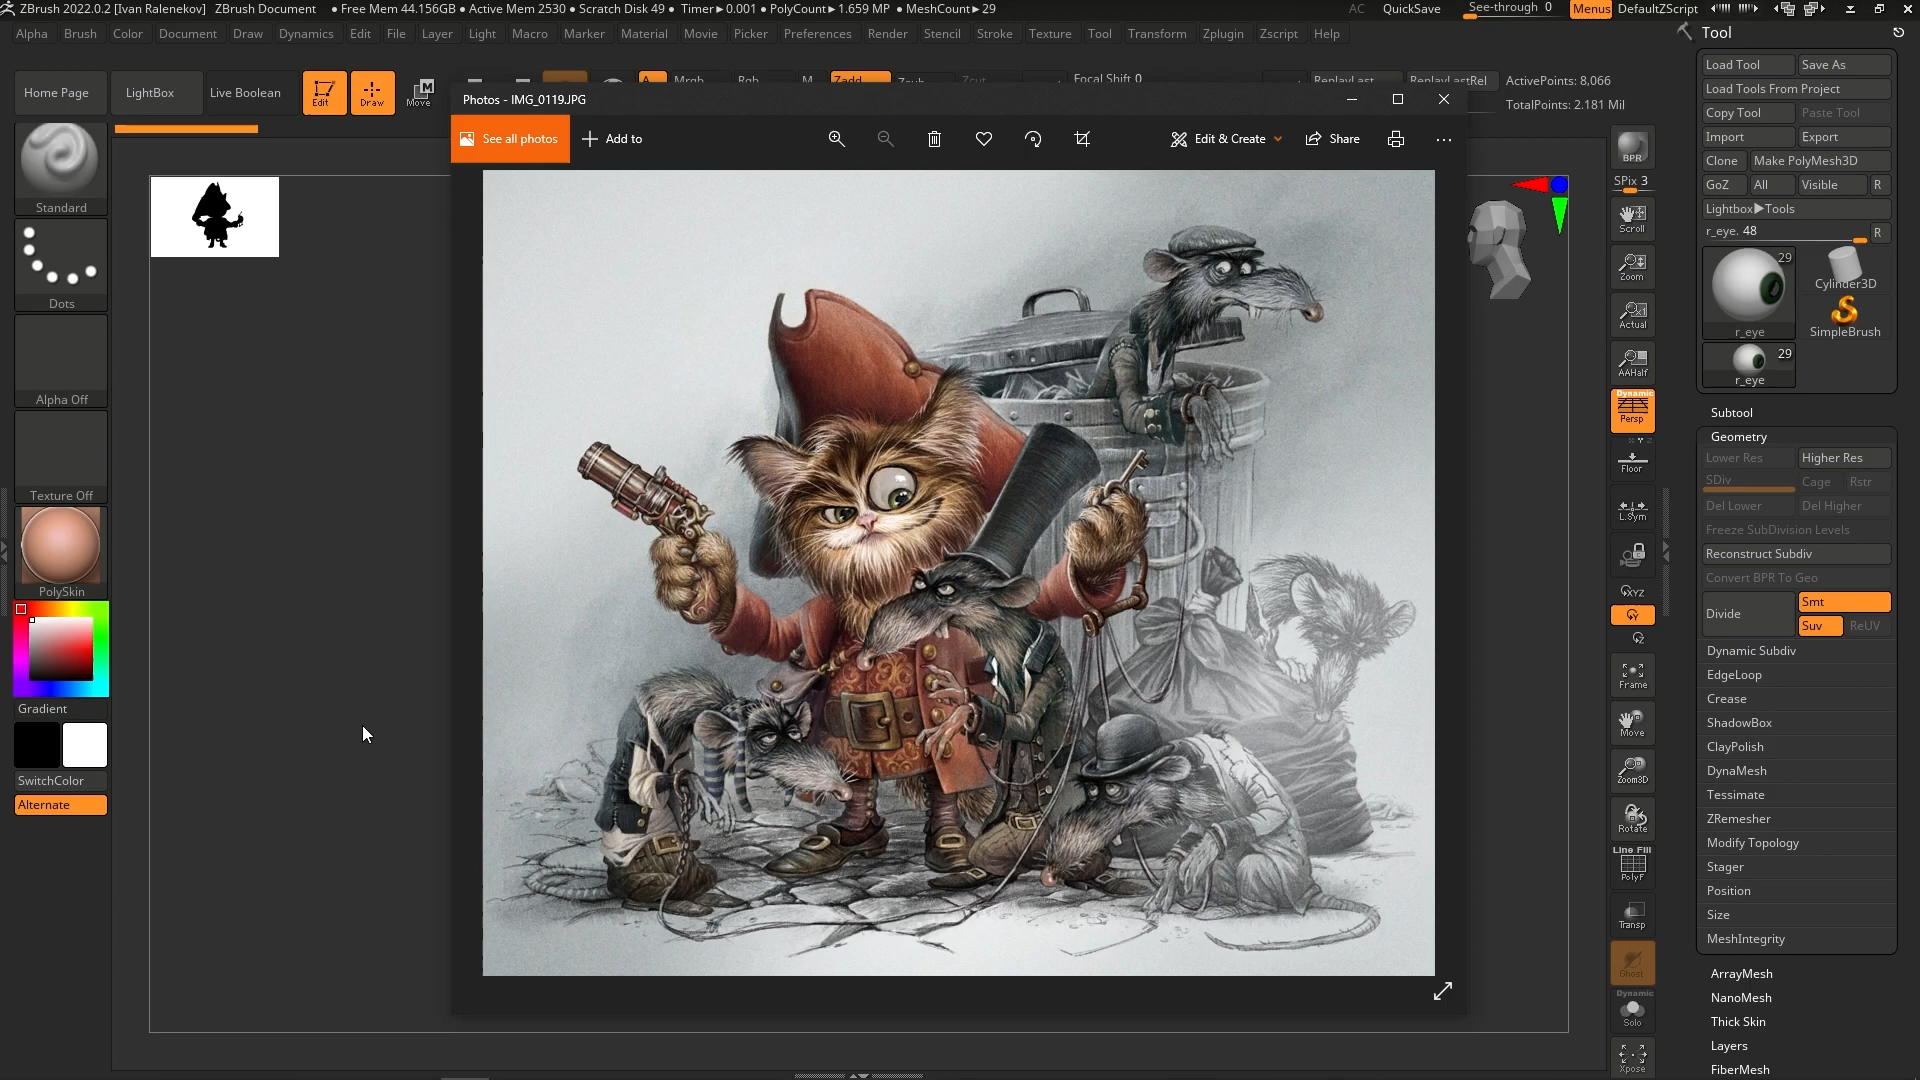 ZBrush 2022.0.2 [Ivan Ralenekov] ZBrush Document • Free Mem 44.156GB • Active Mem 2530 • Scratch Disk 49 • Timer▶0.001 • PolyCount▶1.659 MP • MeshCount▶29 AC QuickSave See-through 0 Menus DefaultZScript
Alpha Brush Color Document Draw Dynamics Edit File Layer Light Macro Marker Material Movie Picker Preferences Render Stencil Stroke Texture Tool Transform Zplugin Zscript Help
Tool
Home Page LightBox Live Boolean Edit Draw Move
Focal Shift 0 ReplayLast ReplayLastRel ActivePoints: 8,066
TotalPoints: 2.181 Mil
Photos - IMG_0119.JPG
See all photos Add to Edit & Create Share
Standard
Dots
Alpha Off
Texture Off
PolySkin
Gradient
SwitchColor
Alternate
BPR
SPix 3
Scroll
Zoom
Actual
AAHalf
Dynamic
Persp
Floor
L.Sym
XYZ
Y
Z
Frame
Move
Zoom3D
Rotate
Line Fill
PolyF
Transp
Ghost
Dynamic
Solo
Xpose
Load Tool Save As
Load Tools From Project
Copy Tool Paste Tool
Import Export
Clone Make PolyMesh3D
GoZ All Visible R
Lightbox▶Tools
r_eye. 48 R
29
Cylinder3D
r_eye SimpleBrush
29
r_eye
Subtool
Geometry
Lower Res Higher Res
SDiv Cage Rstr
Del Lower Del Higher
Freeze SubDivision Levels
Reconstruct Subdiv
Convert BPR To Geo
Divide Smt
Suv ReUV
Dynamic Subdiv
EdgeLoop
Crease
ShadowBox
ClayPolish
DynaMesh
Tessimate
ZRemesher
Modify Topology
Stager
Position
Size
MeshIntegrity
ArrayMesh
NanoMesh
Thick Skin
Layers
FiberMesh